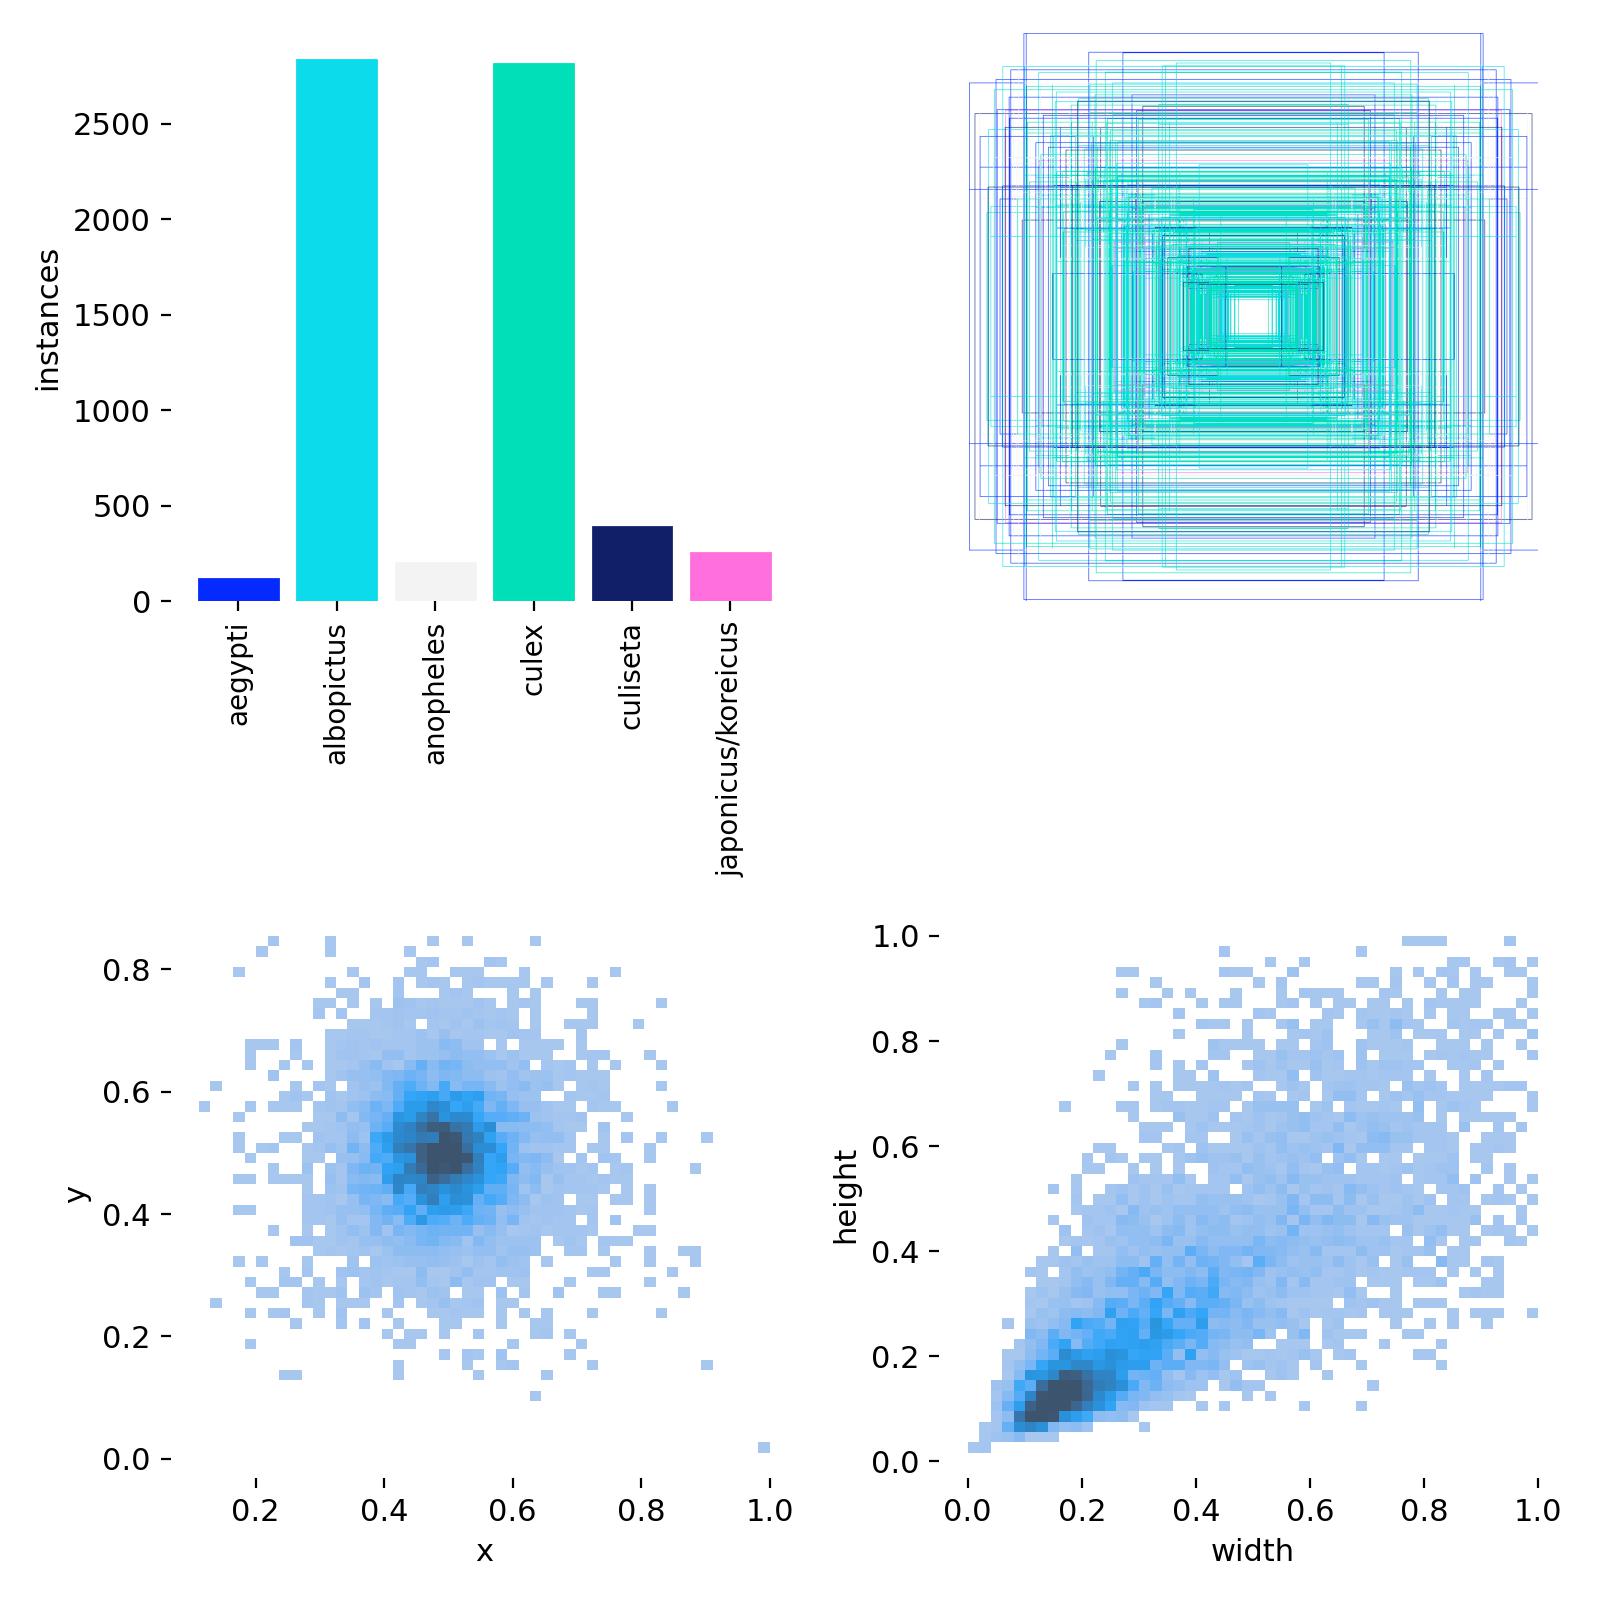 instances
2500
2000
1500
1000
500
0
aegypti
albopictus
anopheles
culex
culiseta
japonicus/koreicus
y
0.8
0.6
0.4
0.2
0.0
0.2 0.4 0.6 0.8 1.0
x
height
1.0
0.8
0.6
0.4
0.2
0.0
0.0 0.2 0.4 0.6 0.8 1.0
width